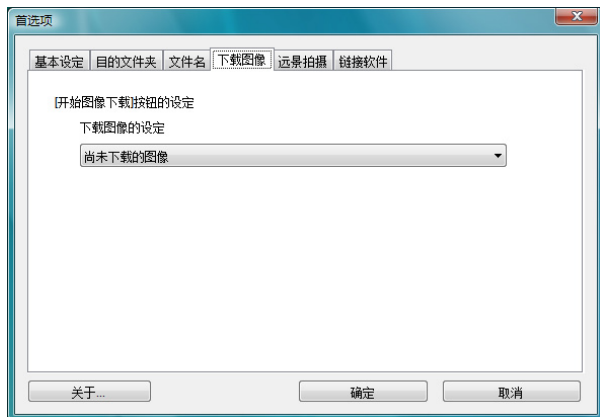 首选项
基本设定 目的文件夹 文件名 下载图像 远景拍摄 链接软件
[开始图像下载]按钮的设定
下载图像的设定
尚未下载的图像
关于... 确定 取消